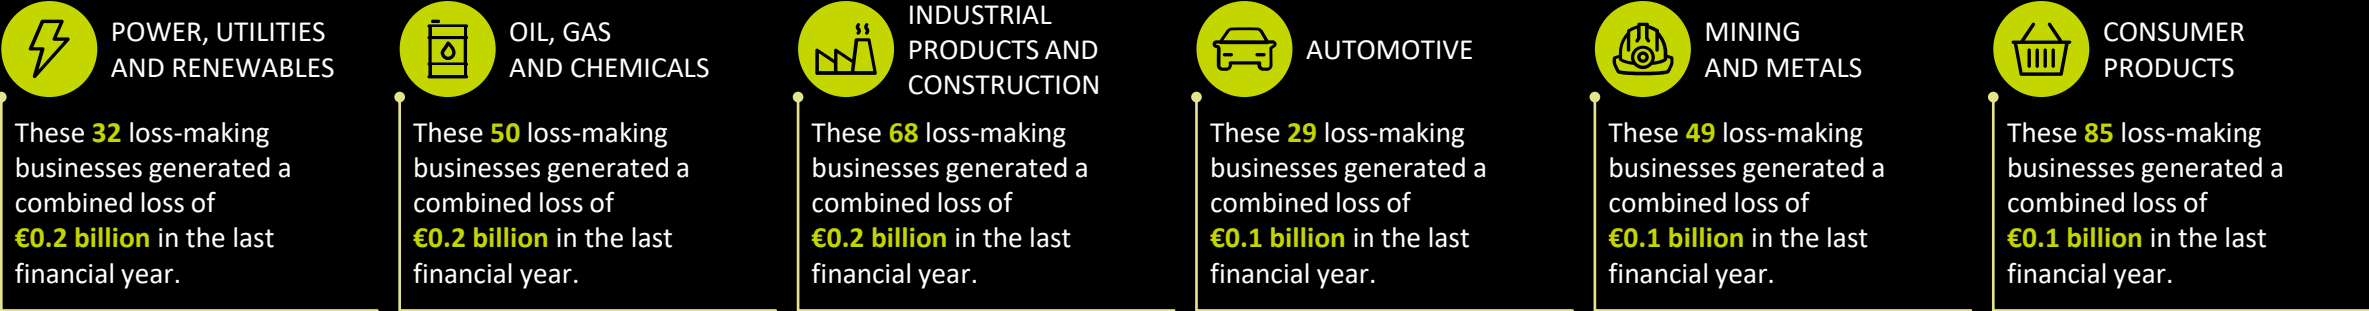 POWER, UTILITIES
AND RENEWABLES
These 32 loss-making
businesses generated a
combined loss of
€0.2 billion in the last
financial year.
OIL, GAS
AND CHEMICALS
These 50 loss-making
businesses generated a
combined loss of
€0.2 billion in the last
financial year.
INDUSTRIAL
PRODUCTS AND
CONSTRUCTION
These 68 loss-making
businesses generated a
combined loss of
€0.2 billion in the last
financial year.
AUTOMOTIVE
These 29 loss-making
businesses generated a
combined loss of
€0.1 billion in the last
financial year.
MINING
AND METALS
These 49 loss-making
businesses generated a
combined loss of
€0.1 billion in the last
financial year.
CONSUMER
PRODUCTS
These 85 loss-making
businesses generated a
combined loss of
€0.1 billion in the last
financial year.